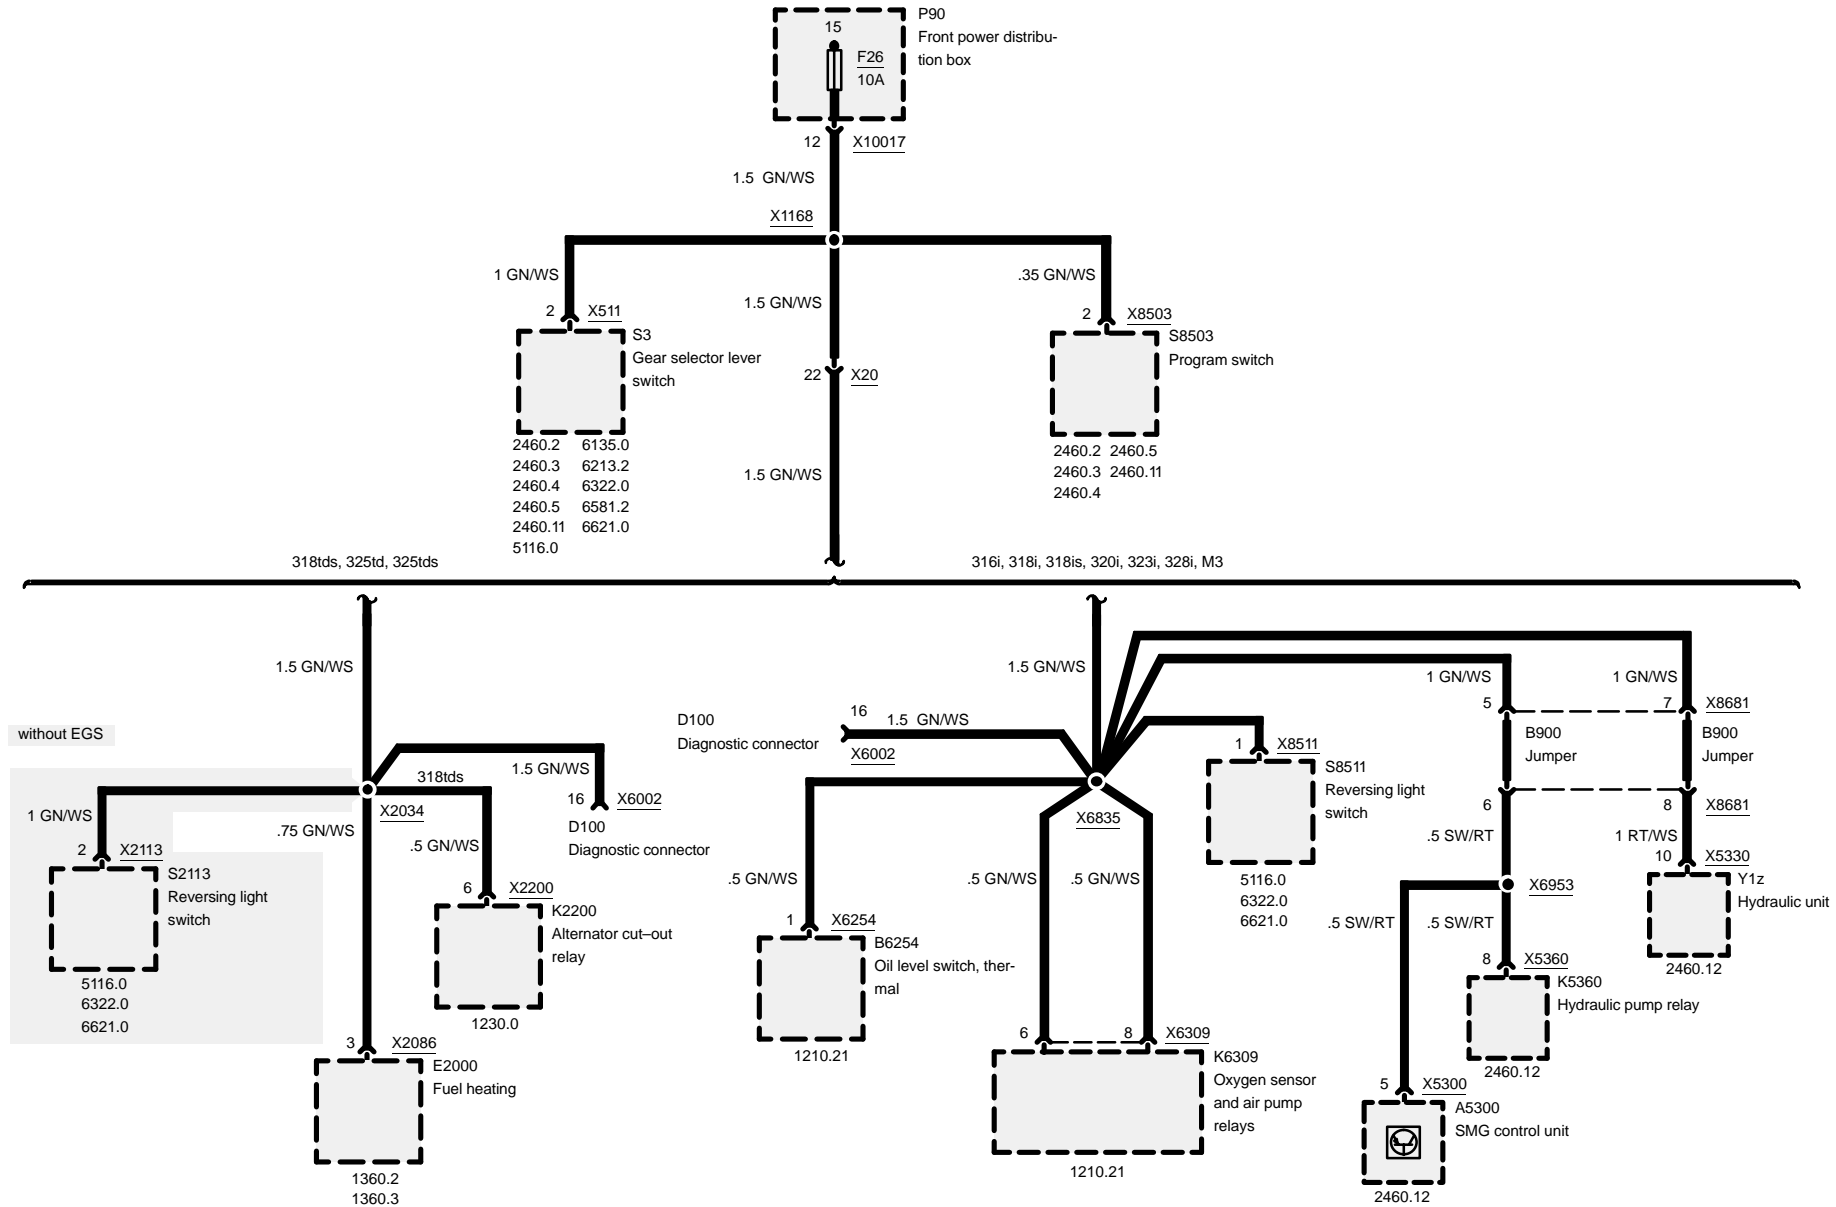 P90
15
Front power distribu-
tion box
F26
10A
12 X10017
1.5 GN/WS
X1168
1 GN/WS
1.5 GN/WS
.35 GN/WS
2 X511
S3
Gear selector lever
switch
2460.2 6135.0
2460.3 6213.2
2460.4 6322.0
2460.5 6581.2
2460.11 6621.0
5116.0
22 X20
1.5 GN/WS
2 X8503
S8503
Program switch
2460.2 2460.5
2460.3 2460.11
2460.4
318tds, 325td, 325tds
316i, 318i, 318is, 320i, 323i, 328i, M3
1.5 GN/WS
without EGS
318tds
1.5 GN/WS
16 X6002
D100
Diagnostic connector
X2034
1 GN/WS
2 X2113
S2113
Reversing light
switch
5116.0
6322.0
6621.0
.75 GN/WS
.5 GN/WS
6 X2200
K2200
Alternator cut–out
relay
1230.0
3 X2086
E2000
Fuel heating
1360.2
1360.3
1.5 GN/WS
D100
Diagnostic connector
16
1.5 GN/WS
X6002
X6835
.5 GN/WS
1 X6254
B6254
Oil level switch, ther-
mal
1210.21
.5 GN/WS
.5 GN/WS
6 8 X6309
K6309
Oxygen sensor
and air pump
relays
1210.21
1 X8511
S8511
Reversing light
switch
5116.0
6322.0
6621.0
1 GN/WS
1 GN/WS
5 7 X8681
B900
Jumper
B900
Jumper
6 8 X8681
.5 SW/RT
1 RT/WS
10 X5330
Y1z
Hydraulic unit
2460.12
X6953
.5 SW/RT
.5 SW/RT
8 X5360
K5360
Hydraulic pump relay
2460.12
5 X5300
A5300
SMG control unit
2460.12